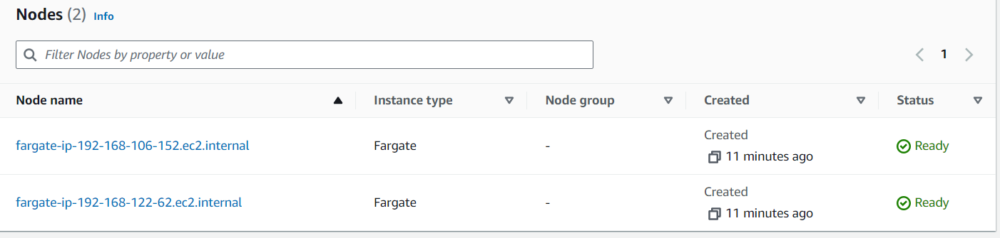 Nodes (2) Info
Filter Nodes by property or value
1
Node name Instance type Node group Created Status
fargate-ip-192-168-106-152.ec2.internal Fargate - Created 11 minutes ago Ready
fargate-ip-192-168-122-62.ec2.internal Fargate - Created 11 minutes ago Ready